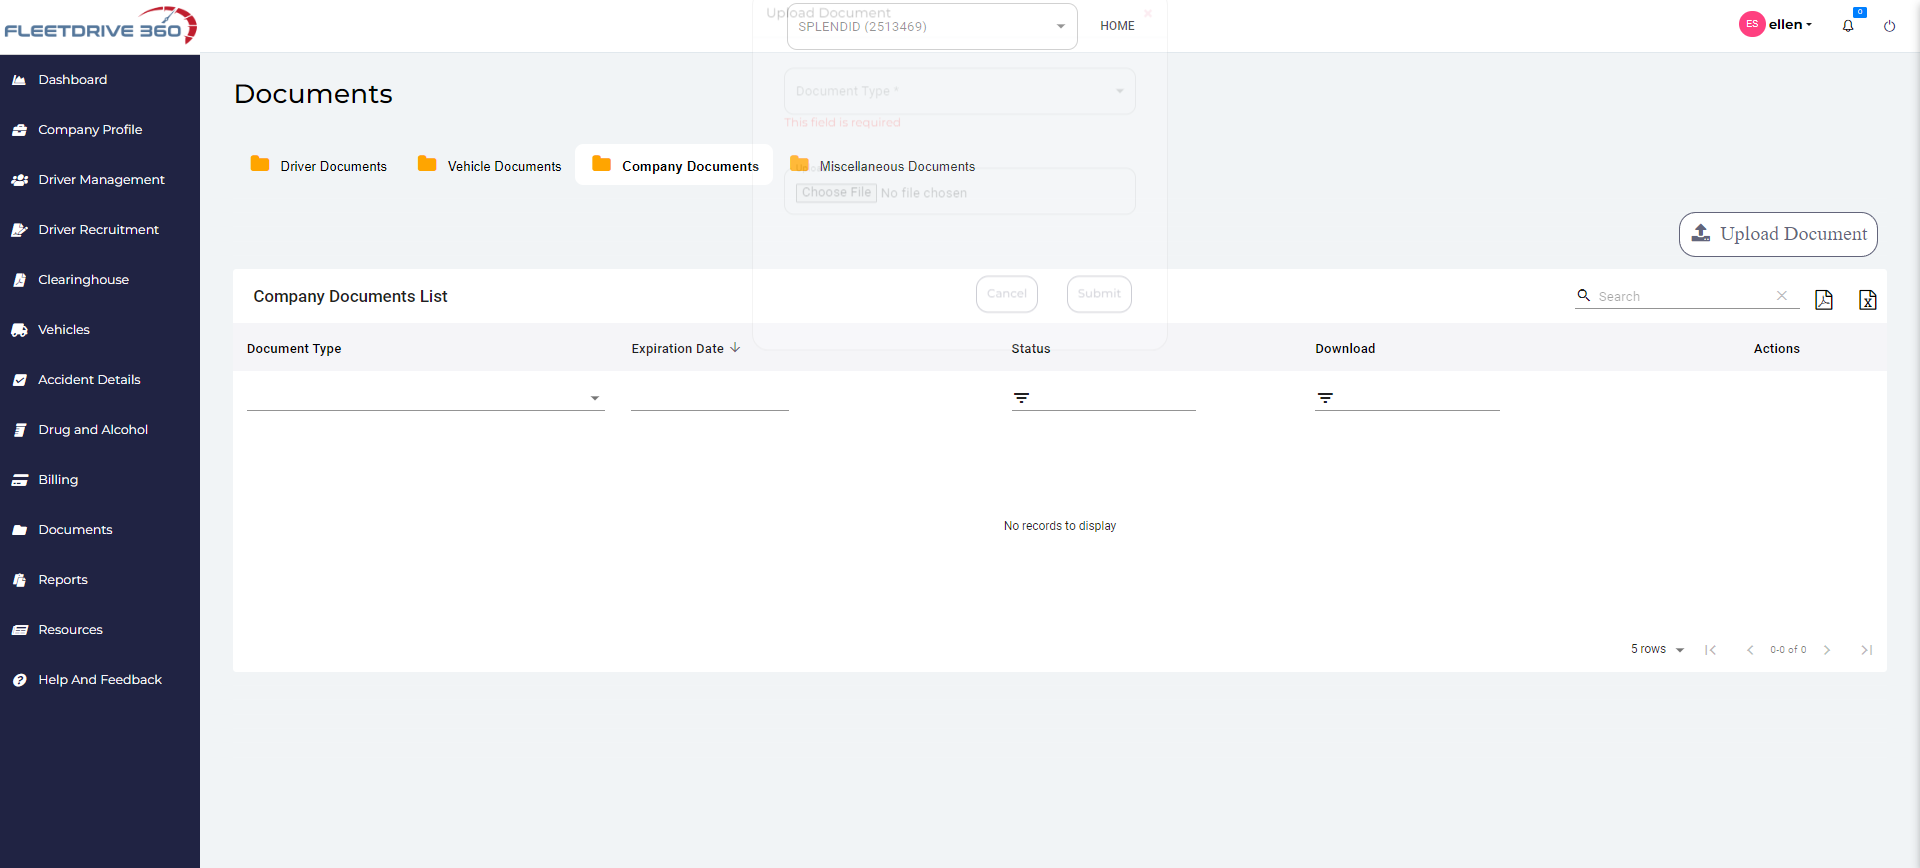 FLEETDRIVE 360
Upload Document
SPLENDID (2513469)
HOME
ES
ellen
0
Dashboard
Company Profile
Driver Management
Driver Recruitment
Clearinghouse
Vehicles
Accident Details
Drug and Alcohol
Billing
Documents
Reports
Resources
Help And Feedback
Documents
Document Type *
This field is required
Driver Documents
Vehicle Documents
Company Documents
Miscellaneous Documents
Choose File No file chosen
Upload Document
Company Documents List
Cancel
Submit
Search
Document Type
Expiration Date
Status
Download
Actions
No records to display
5 rows
0-0 of 0